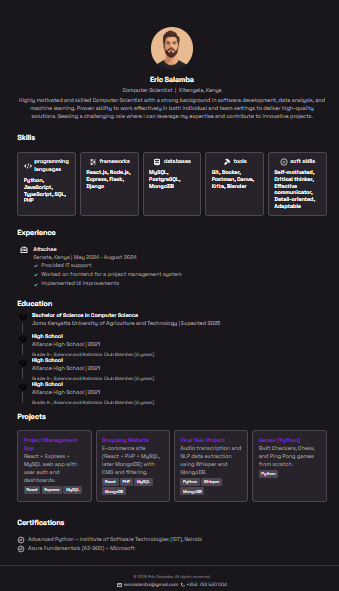 Eric Salamba
Computer Scientist | Kitengela, Kenya
Highly motivated and skilled Computer Scientist with a strong background in software development, data analysis, and
machine learning. Proven ability to work effectively in both individual and team settings to deliver high-quality
solutions. Seeking a challenging role where I can leverage my expertise and contribute to innovative projects.
Skills
programming
languages
Python,
JavaScript,
TypeScript, SQL,
PHP
frameworks
React.js, Node.js,
Express, Flask,
Django
databases
MySQL,
PostgreSQL,
MongoDB
tools
Git, Docker,
Postman, Canva,
Krita, Blender
soft skills
Self-motivated,
Critical thinker,
Effective
communicator,
Detail-oriented,
Adaptable
Experience
Attachee
Senate, Kenya | May 2024 - August 2024
Provided IT support
Worked on frontend for a project management system
Implemented UI improvements
Education
Bachelor of Science in Computer Science
Jomo Kenyatta University of Agriculture and Technology | Expected 2025
High School
Alliance High School | 2021
Grade A-, Science and Robotics Club Member (4 years)
High School
Alliance High School | 2021
Grade A-, Science and Robotics Club Member (4 years)
High School
Alliance High School | 2021
Grade A-, Science and Robotics Club Member (4 years)
Projects
Project Management
App
React + Express +
MySQL web app with
user auth and
dashboards.
React Express MySQL
Shopping Website
E-commerce site
(React + PHP + MySQL,
later MongoDB) with
CMS and filtering.
React PHP MySQL
MongoDB
Final Year Project
Audio transcription and
NLP data extraction
using Whisper and
MongoDB.
Python Whisper
MongoDB
Games (Python)
Built Checkers, Chess,
and Ping Pong games
from scratch.
Python
Certifications
Advanced Python – Institute of Software Technologies (IST), Nairobi
Azure Fundamentals (AZ-900) – Microsoft
© 2025 Eric Salamba. All rights reserved.